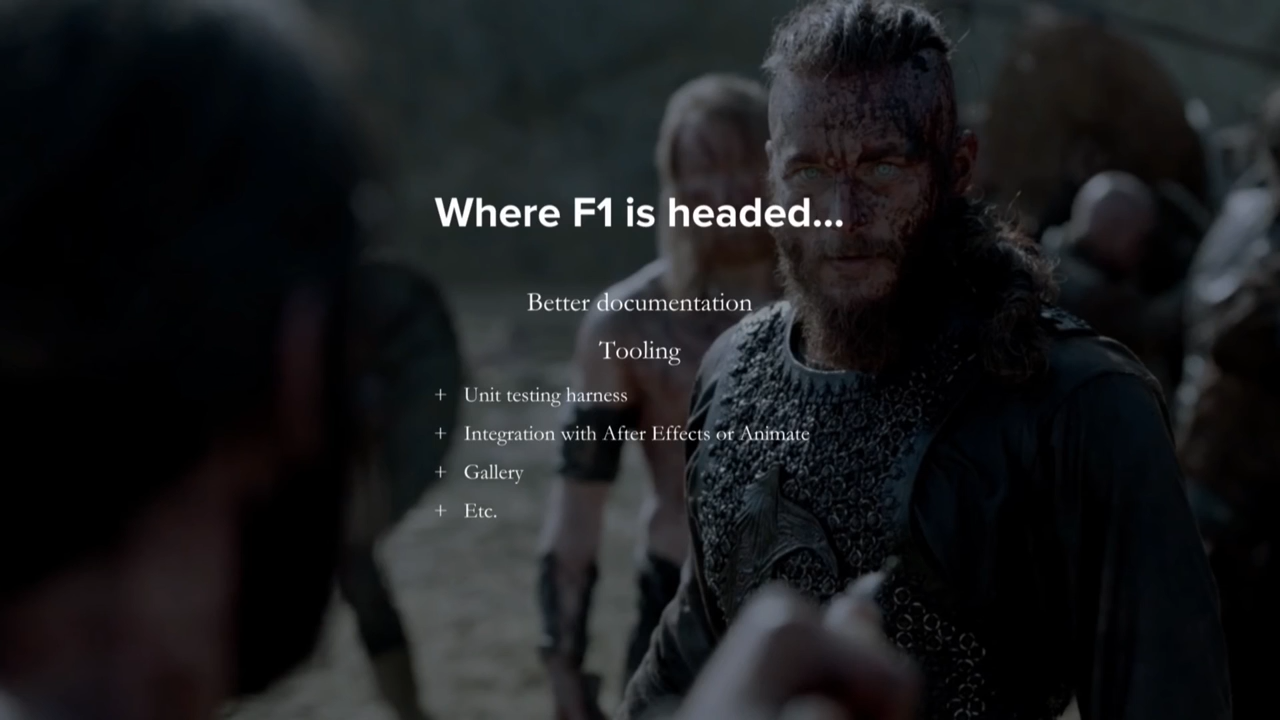 Where F1 is headed...
Better documentation
Tooling
+ Unit testing harness
+ Integration with After Effects or Animate
+ Gallery
+ Etc.